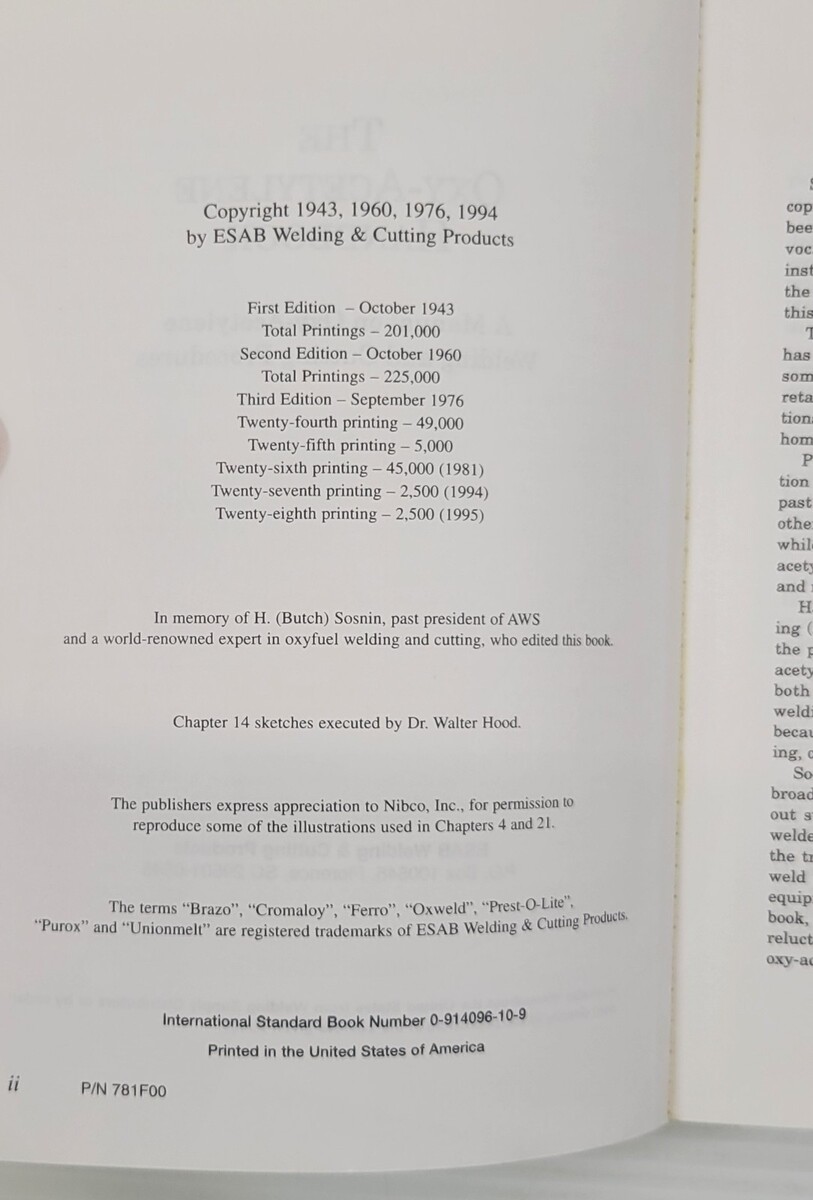 Copyright 1943, 1960, 1976, 1994
by ESAB Welding & Cutting Products
First Edition – October 1943
Total Printings – 201,000
Second Edition – October 1960
Total Printings – 225,000
Third Edition – September 1976
Twenty-fourth printing – 49,000
Twenty-fifth printing – 5,000
Twenty-sixth printing – 45,000 (1981)
Twenty-seventh printing – 2,500 (1994)
Twenty-eighth printing – 2,500 (1995)
In memory of H. (Butch) Sosnin, past president of AWS
and a world-renowned expert in oxyfuel welding and cutting, who edited this book.
Chapter 14 sketches executed by Dr. Walter Hood.
The publishers express appreciation to Nibco, Inc., for permission to
reproduce some of the illustrations used in Chapters 4 and 21.
The terms “Brazo”, “Cromaloy”, “Ferro”, “Oxweld”, “Prest-O-Lite”,
“Purox” and “Unionmelt” are registered trademarks of ESAB Welding & Cutting Products.
International Standard Book Number 0-914096-10-9
Printed in the United States of America
ii P/N 781F00
cop
bee
voc
inst
the
this
T
has
som
reta
tion
hom
P
tion
past
othe
whil
acety
and
H
ing (
the p
acety
both
weld
becau
ing, c
So
broad
out s
welde
the tr
weld
equip
book,
reluct
oxy-ac